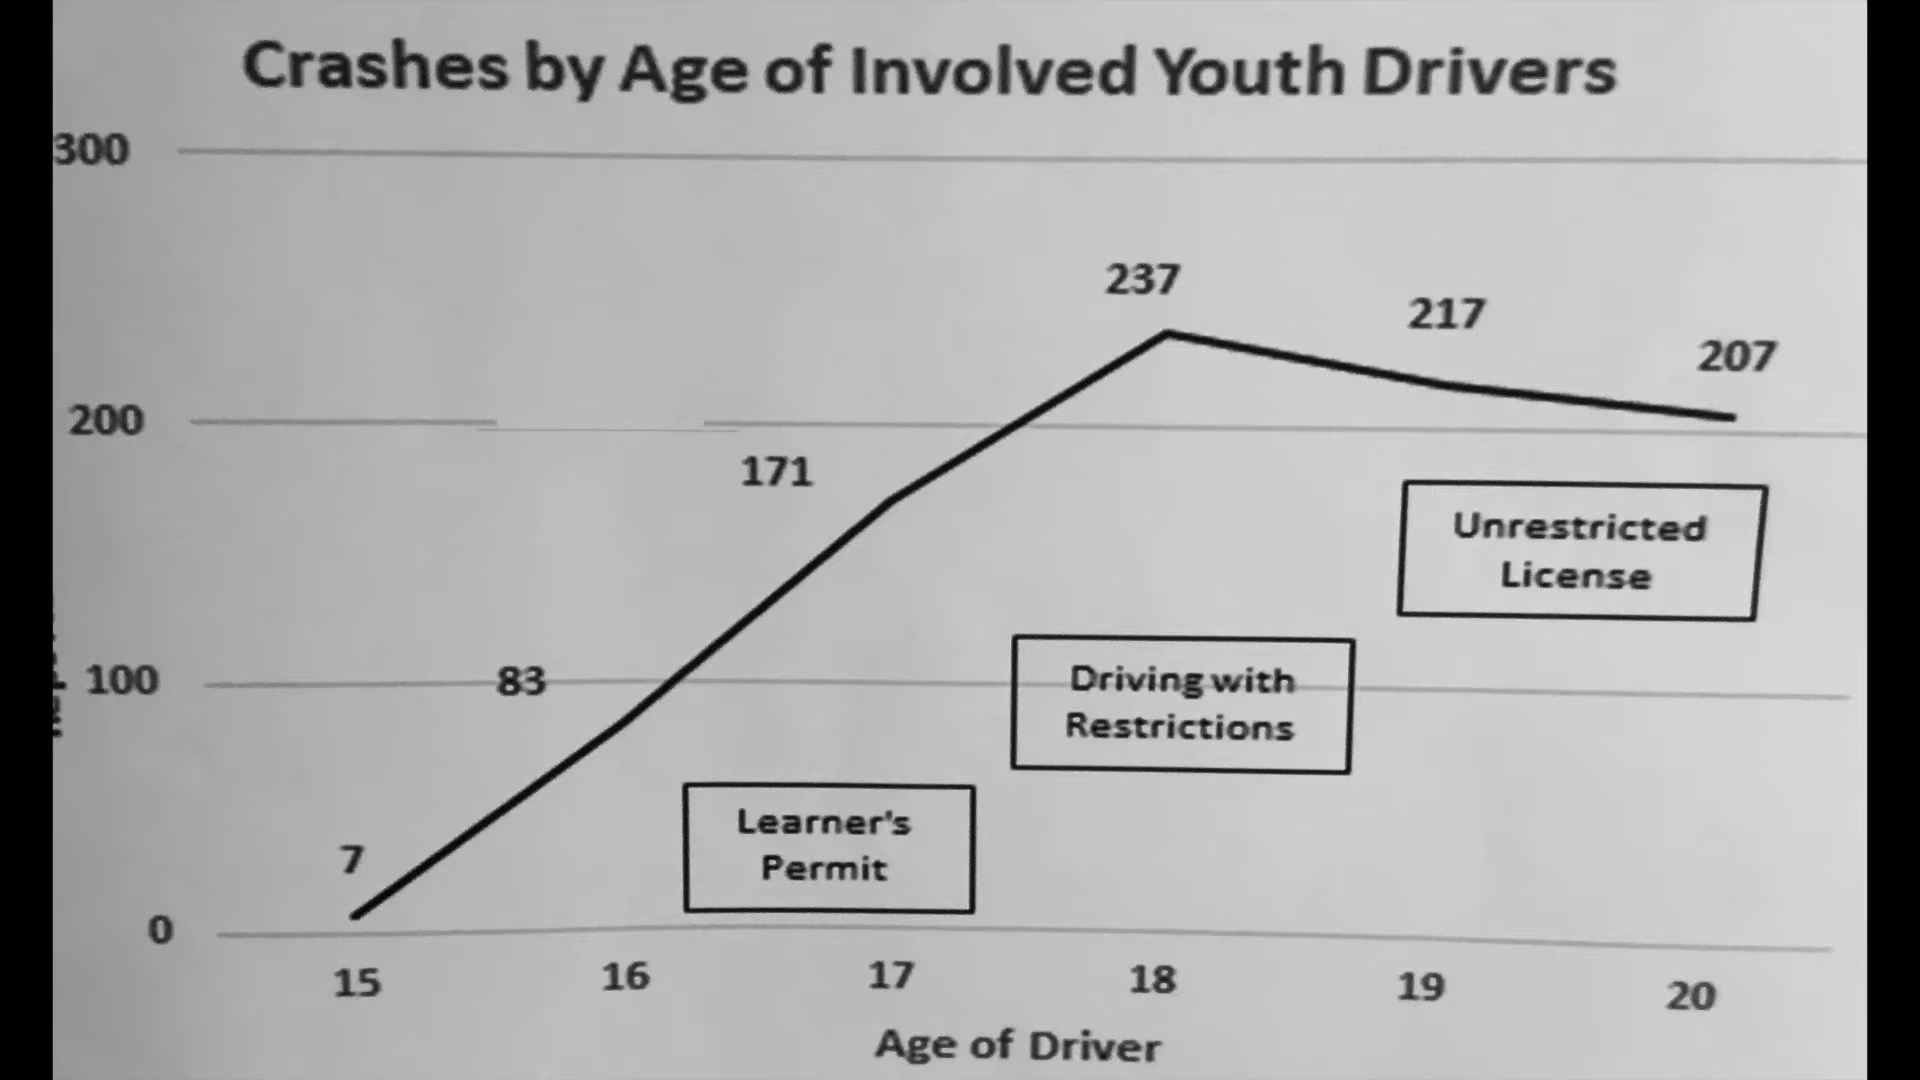 Crashes by Age of Involved Youth Drivers
300
237
217
207
200
171
Unrestricted
License
100
83
Driving with
Restrictions
Learner's
Permit
7
0
15 16 17 18 19 20
Age of Driver